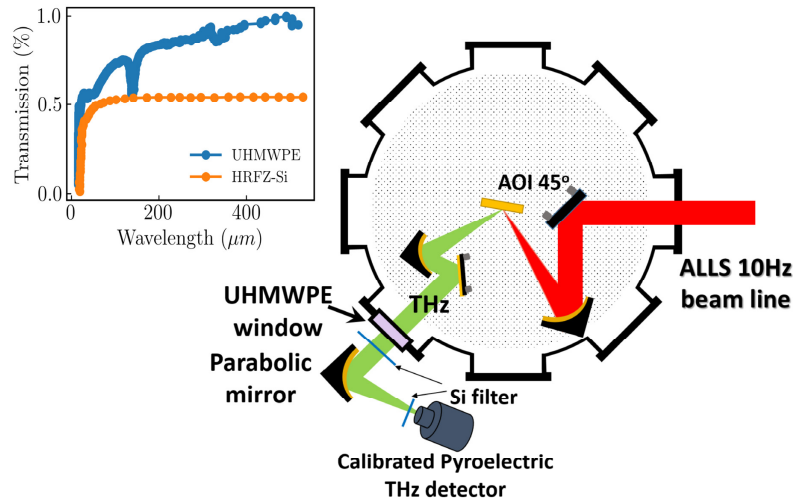 Transmission (%)
1.0
0.5
0.0
UHMWPE
HRFZ-Si
0
200
400
Wavelength (μm)
AOI 45°
ALLS 10Hz
beam line
THz
UHMWPE
window
Parabolic
mirror
Si filter
Calibrated Pyroelectric
THz detector